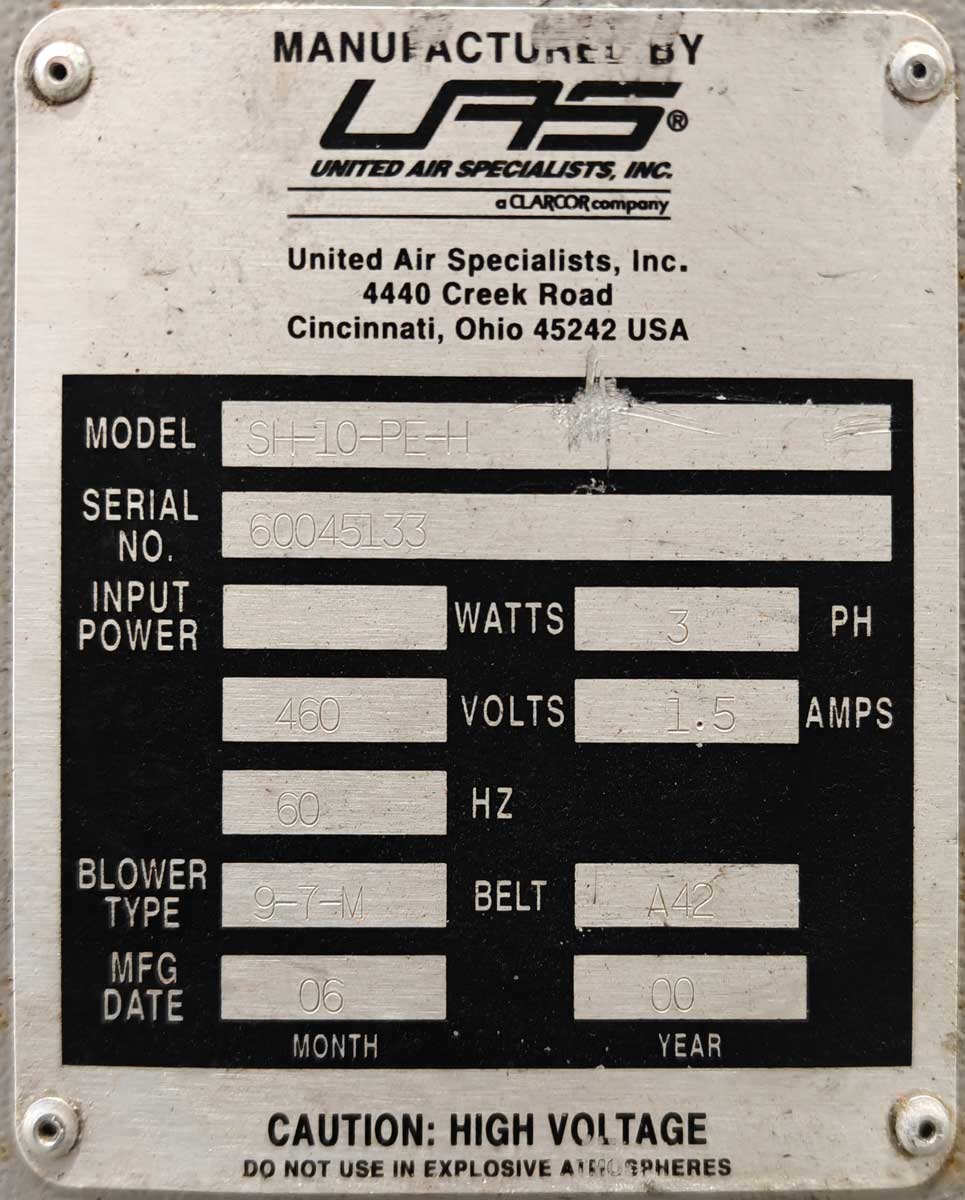 MANUFACTURED BY
UAS®
UNITED AIR SPECIALISTS, INC.
a CLARCOR company
United Air Specialists, Inc.
4440 Creek Road
Cincinnati, Ohio 45242 USA
MODEL SH-10-PE-H
SERIAL NO. 60045133
INPUT POWER WATTS 3 PH
460 VOLTS 1.5 AMPS
60 HZ
BLOWER TYPE 9-7-M BELT A42
MFG DATE 06 00
MONTH YEAR
CAUTION: HIGH VOLTAGE
DO NOT USE IN EXPLOSIVE ATMOSPHERES